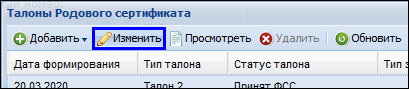 Талоны Родового сертификата
Добавить Изменить Просмотреть Удалить Обновить
Дата формирования Тип талона Статус талона Тип з
20.03.2020 Талон 2 Принят ФСС